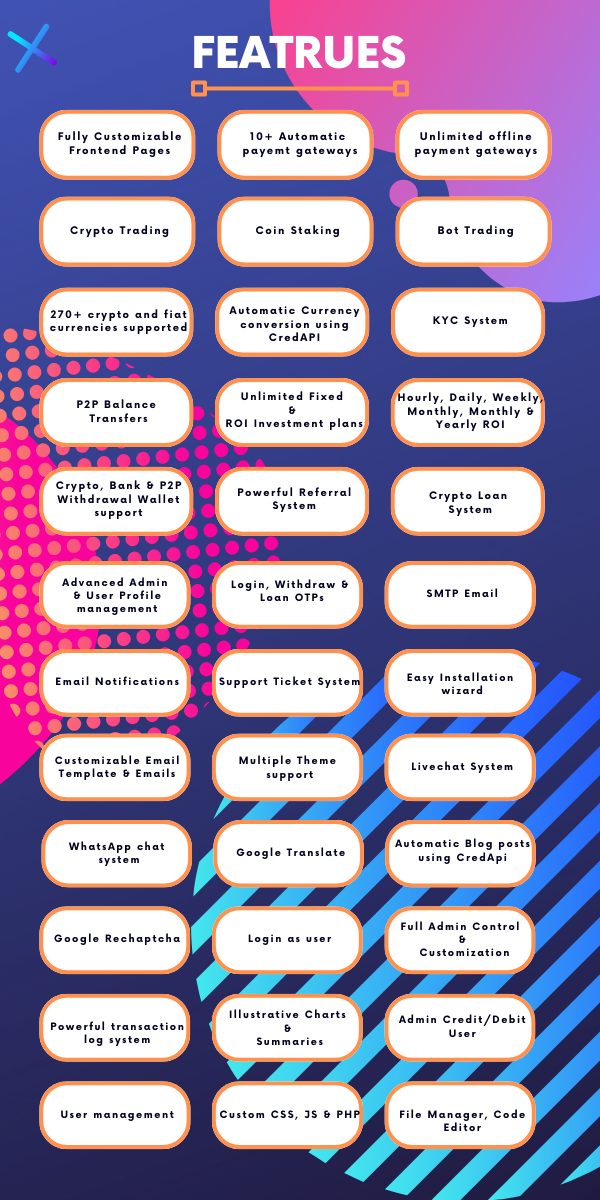 FEATRUES
Fully Customizable
Frontend Pages
10+ Automatic
payemt gateways
Unlimited offline
payment gateways
Crypto Trading
Coin Staking
Bot Trading
270+ crypto and fiat
currencies supported
Automatic Currency
conversion using
CredAPI
KYC System
P2P Balance
Transfers
Unlimited Fixed
&
ROI Investment plans
Hourly, Daily, Weekly,
Monthly, Monthly &
Yearly ROI
Crypto, Bank & P2P
Withdrawal Wallet
support
Powerful Referral
System
Crypto Loan
System
Advanced Admin
& User Profile
management
Login, Withdraw &
Loan OTPs
SMTP Email
Email Notifications
Support Ticket System
Easy Installation
wizard
Customizable Email
Template & Emails
Multiple Theme
support
Livechat System
WhatsApp chat
system
Google Translate
Automatic Blog posts
using CredApi
Google Rechaptcha
Login as user
Full Admin Control
&
Customization
Powerful transaction
log system
Illustrative Charts
&
Summaries
Admin Credit/Debit
User
User management
Custom CSS, JS & PHP
File Manager, Code
Editor